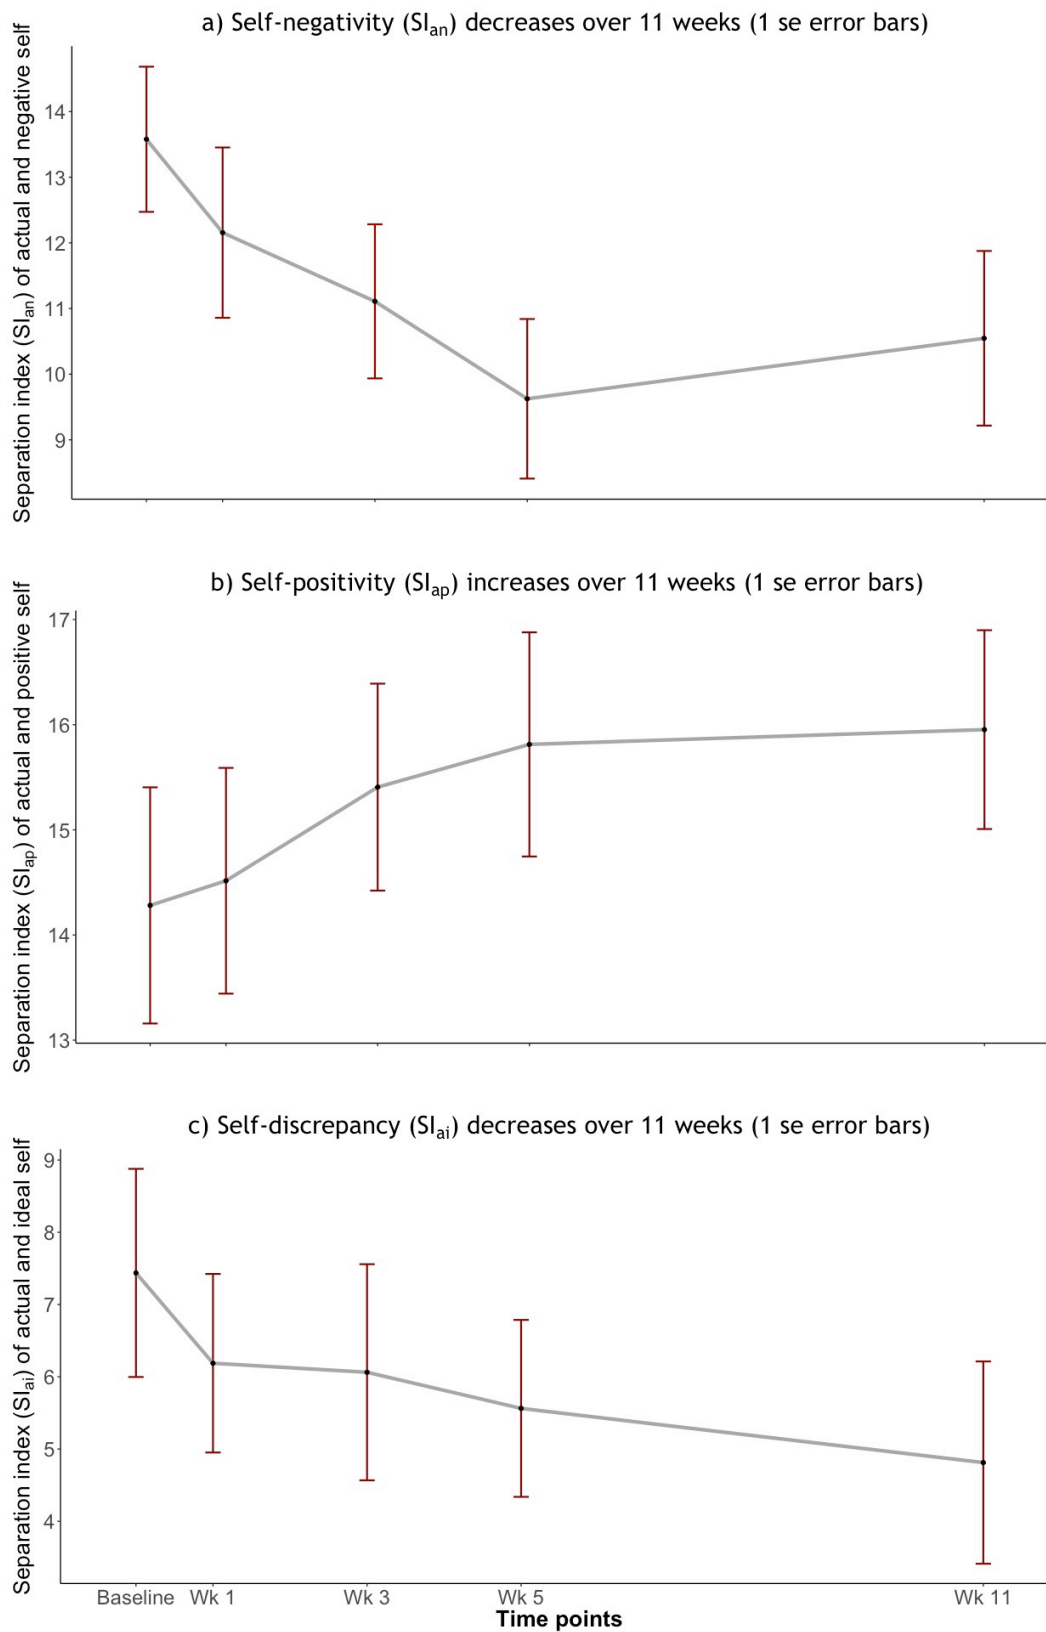 a) Self-negativity (SIan) decreases over 11 weeks (1 se error bars)
Separation index (SIan) of actual and negative self
14
13
12
11
10
9
b) Self-positivity (SIap) increases over 11 weeks (1 se error bars)
Separation index (SIap) of actual and positive self
17
16
15
14
13
c) Self-discrepancy (SIai) decreases over 11 weeks (1 se error bars)
Separation index (SIai) of actual and ideal self
9
8
7
6
5
4
Baseline Wk 1 Wk 3 Wk 5 Wk 11
Time points